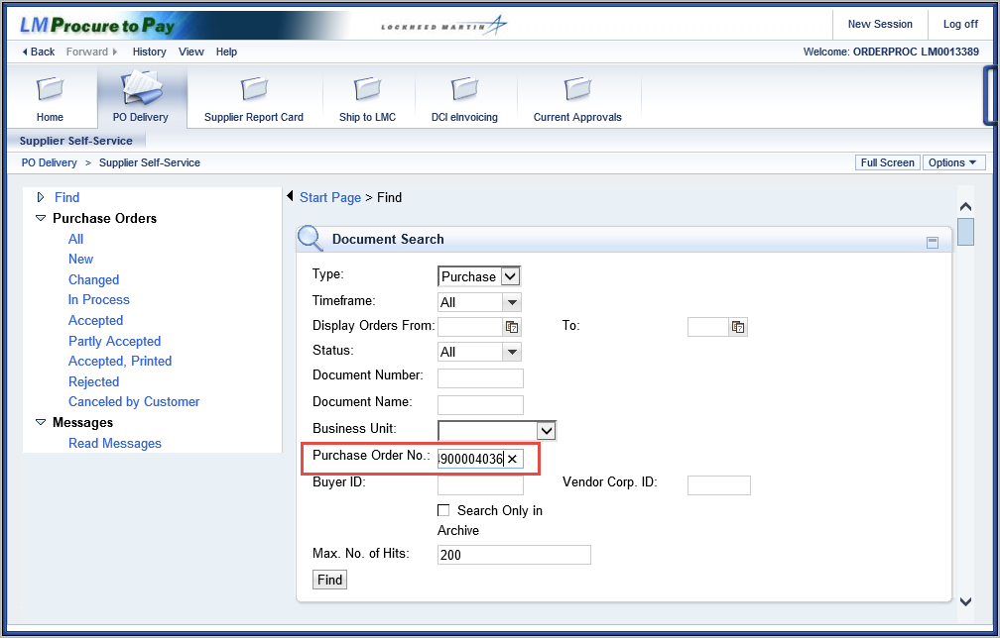 LM Procure to Pay
LOCKHEED MARTIN
New Session
Log off
Back Forward History View Help
Welcome: ORDERPROC LM0013389
Home
PO Delivery
Supplier Report Card
Ship to LMC
DCI eInvoicing
Current Approvals
Supplier Self-Service
PO Delivery > Supplier Self-Service
Full Screen
Options
Find
Purchase Orders
All
New
Changed
In Process
Accepted
Partly Accepted
Accepted, Printed
Rejected
Canceled by Customer
Messages
Read Messages
Start Page > Find
Document Search
Type: Purchase
Timeframe: All
Display Orders From: To:
Status: All
Document Number:
Document Name:
Business Unit:
Purchase Order No.: 900004036
Buyer ID: Vendor Corp. ID:
Search Only in
Archive
Max. No. of Hits: 200
Find